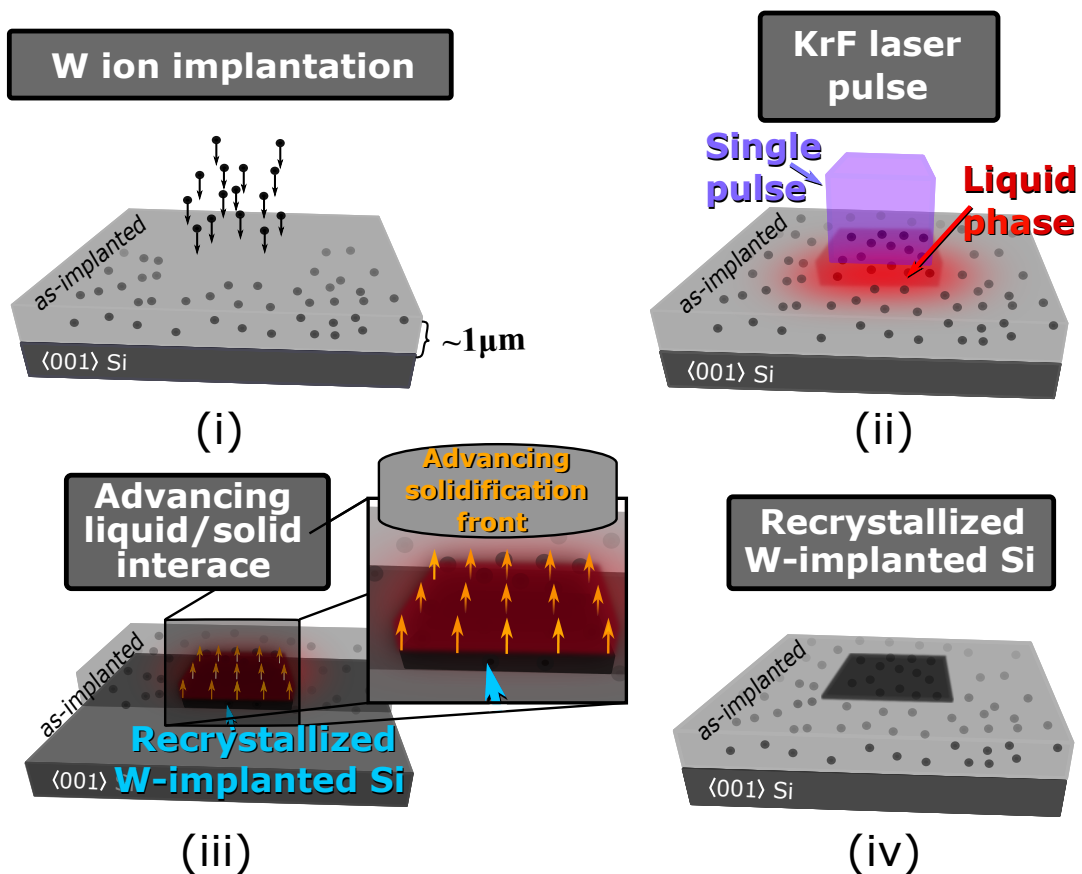 W ion implantation
as-implanted
~1μm
⟨001⟩ Si
(i)
KrF laser
pulse
Single
pulse
Liquid
phase
as-implanted
⟨001⟩ Si
(ii)
Advancing
liquid/solid
interace
Advancing
solidification
front
as-implanted
Recrystallized
W-implanted Si
⟨001⟩ S
(iii)
Recrystallized
W-implanted Si
as-implanted
⟨001⟩ Si
(iv)